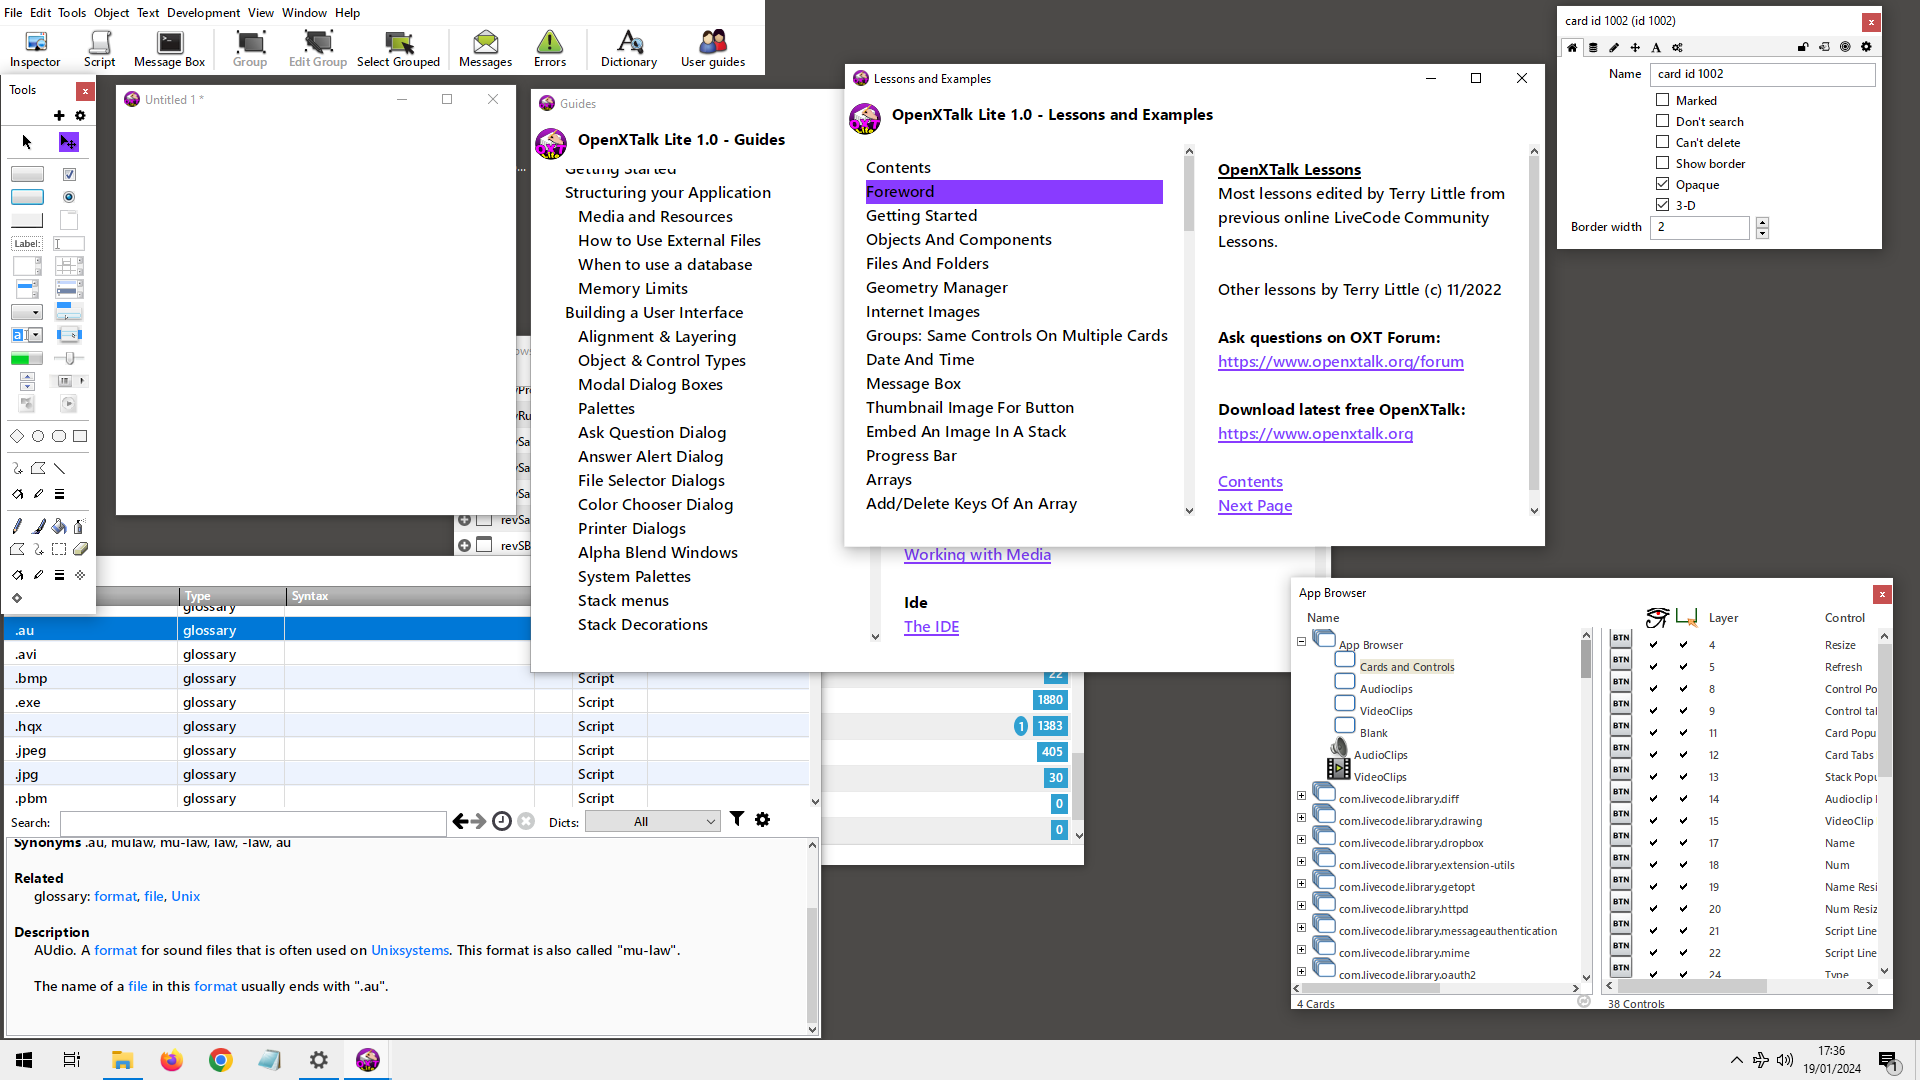 File Edit Tools Object Text Development View Window Help
Inspector Script Message Box Group Edit Group Select Grouped Messages Errors Dictionary User guides
Tools
Label:
Untitled 1 *
Guides
OpenXTalk Lite 1.0 - Guides
Getting Started
Structuring your Application
Media and Resources
How to Use External Files
When to use a database
Memory Limits
Building a User Interface
Alignment & Layering
Object & Control Types
Modal Dialog Boxes
Palettes
Ask Question Dialog
Answer Alert Dialog
File Selector Dialogs
Color Chooser Dialog
Printer Dialogs
Alpha Blend Windows
System Palettes
Stack menus
Stack Decorations
Working with Media
Ide
The IDE
Lessons and Examples
OpenXTalk Lite 1.0 - Lessons and Examples
Contents
Foreword
Getting Started
Objects And Components
Files And Folders
Geometry Manager
Internet Images
Groups: Same Controls On Multiple Cards
Date And Time
Message Box
Thumbnail Image For Button
Embed An Image In A Stack
Progress Bar
Arrays
Add/Delete Keys Of An Array
OpenXTalk Lessons
Most lessons edited by Terry Little from
previous online LiveCode Community
Lessons.
Other lessons by Terry Little (c) 11/2022
Ask questions on OXT Forum:
https://www.openxtalk.org/forum
Download latest free OpenXTalk:
https://www.openxtalk.org
Contents
Next Page
card id 1002 (id 1002)
Name card id 1002
Marked
Don't search
Can't delete
Show border
Opaque
3-D
Border width 2
revSa
revSB
Type Syntax
glossary
.au glossary
.avi glossary
.bmp glossary Script
.exe glossary Script
.hqx glossary Script
.jpeg glossary Script
.jpg glossary Script
.pbm glossary Script
22
1880
1 1383
405
30
0
0
Search: Dicts: All
Synonyms .au, mulaw, mu-law, law, -law, au
Related
glossary: format, file, Unix
Description
AUdio. A format for sound files that is often used on Unixsystems. This format is also called "mu-law".
The name of a file in this format usually ends with ".au".
App Browser
Name Layer Control
App Browser
Cards and Controls
Audioclips
VideoClips
Blank
AudioClips
VideoClips
com.livecode.library.diff
com.livecode.library.drawing
com.livecode.library.dropbox
com.livecode.library.extension-utils
com.livecode.library.getopt
com.livecode.library.httpd
com.livecode.library.messageauthentication
com.livecode.library.mime
com.livecode.library.oauth2
4 Cards
BTN 4 Resize
BTN 5 Refresh
BTN 8 Control Po
BTN 9 Control tal
BTN 11 Card Popu
BTN 12 Card Tabs
BTN 13 Stack Popu
BTN 14 Audioclip
BTN 15 VideoClip
BTN 17 Name
BTN 18 Num
BTN 19 Name Resi
BTN 20 Num Resiz
BTN 21 Script Line
BTN 22 Script Line
BTN 24 Type
38 Controls
17:36
19/01/2024
1